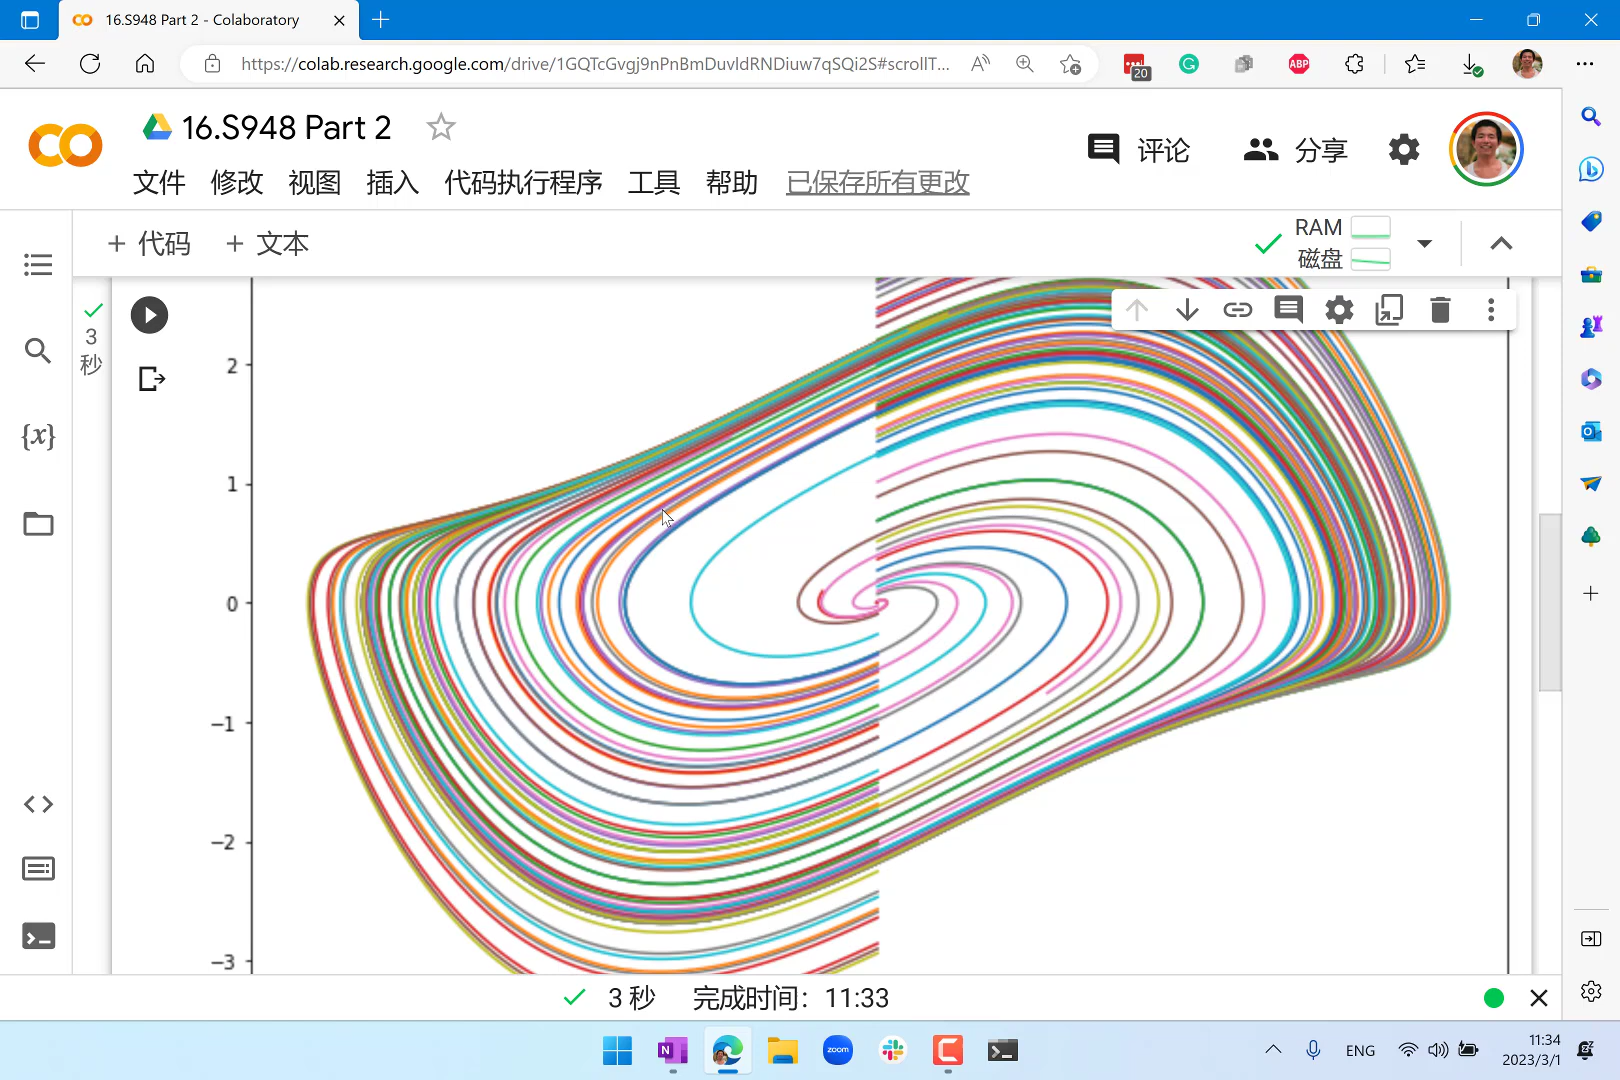 16.S948 Part 2 - Colaboratory
https://colab.research.google.com/drive/1GQTcGvgj9nPnBmDuvldRNDiuw7qSQi2S#scrollT...
20
ABP
16.S948 Part 2
评论
分享
文件 修改 视图 插入 代码执行程序 工具 帮助 已保存所有更改
+ 代码 + 文本
RAM
磁盘
{x}
3
秒
2
1
0
−1
−2
−3
3 秒 完成时间: 11:33
N
zoom
ENG
11:34
2023/3/1